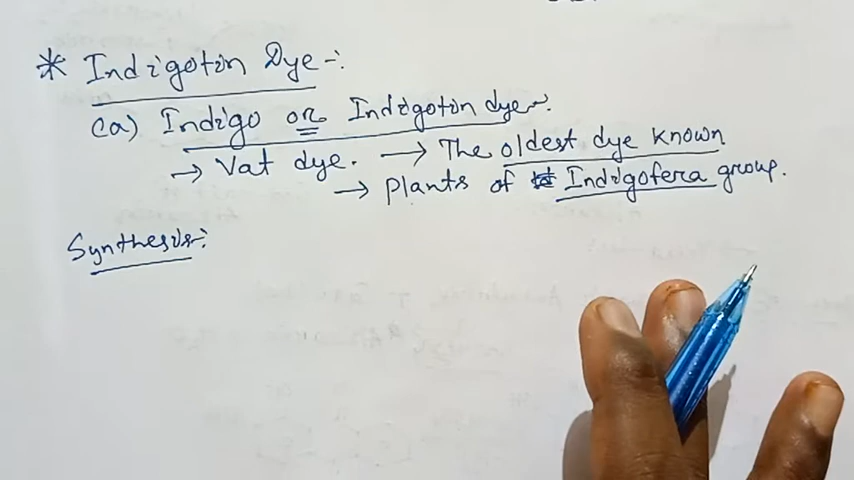 * Indigotin Dye -:
(a) Indigo or Indigotin dye :
→ Vat dye. → The oldest dye known
→ Plants of Indigofera group.
Synthesis :